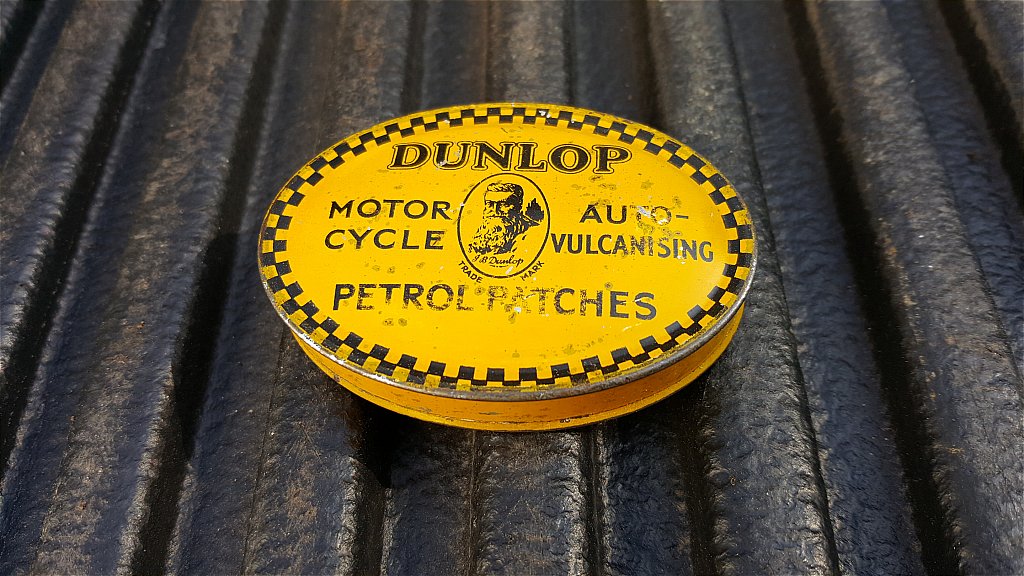 DUNLOP
MOTOR
CYCLE
J.B. Dunlop
TRADE MARK
AUTO-
VULCANISING
PETROL PATCHES